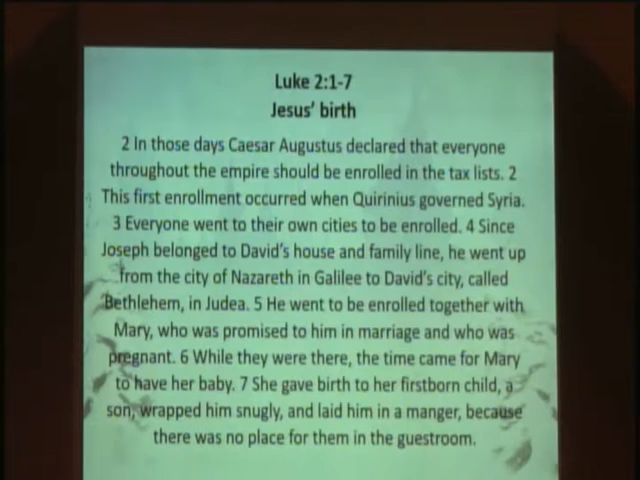 Luke 2:1-7
Jesus’ birth
2 In those days Caesar Augustus declared that everyone
throughout the empire should be enrolled in the tax lists. 2
This first enrollment occurred when Quirinius governed Syria.
3 Everyone went to their own cities to be enrolled. 4 Since
Joseph belonged to David’s house and family line, he went up
from the city of Nazareth in Galilee to David’s city, called
Bethlehem, in Judea. 5 He went to be enrolled together with
Mary, who was promised to him in marriage and who was
pregnant. 6 While they were there, the time came for Mary
to have her baby. 7 She gave birth to her firstborn child, a
son, wrapped him snugly, and laid him in a manger, because
there was no place for them in the guestroom.